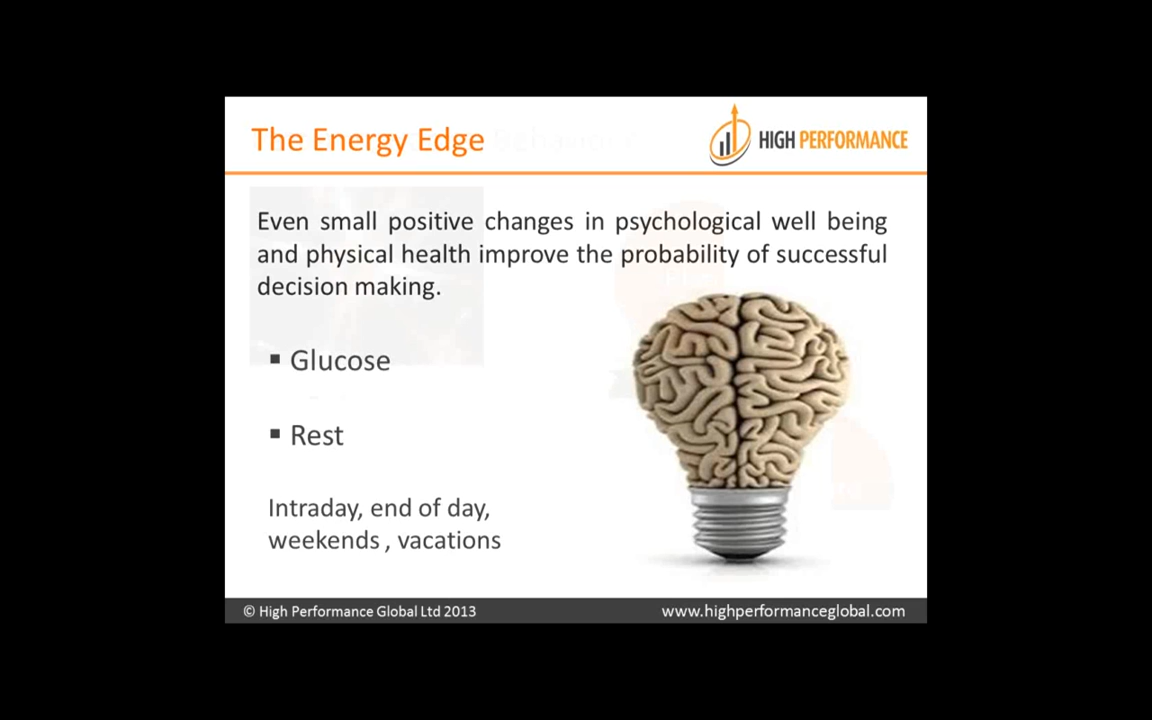 The Energy Edge
HIGH PERFORMANCE
Even small positive changes in psychological well being
and physical health improve the probability of successful
decision making.
▪ Glucose
▪ Rest
Intraday, end of day,
weekends , vacations
© High Performance Global Ltd 2013
www.highperformanceglobal.com